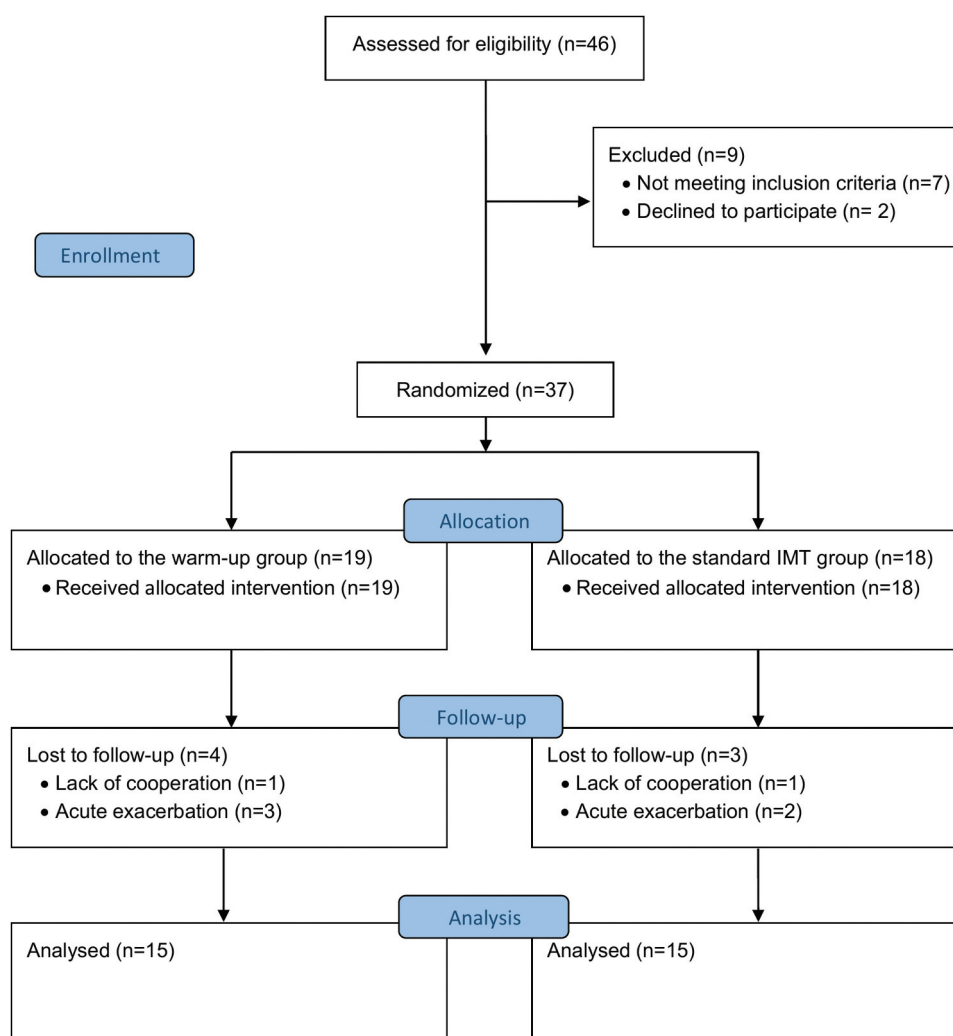 Assessed for eligibility (n=46)
Excluded (n=9)
• Not meeting inclusion criteria (n=7)
• Declined to participate (n= 2)
Enrollment
Randomized (n=37)
Allocation
Allocated to the warm-up group (n=19)
• Received allocated intervention (n=19)
Allocated to the standard IMT group (n=18)
• Received allocated intervention (n=18)
Follow-up
Lost to follow-up (n=4)
• Lack of cooperation (n=1)
• Acute exacerbation (n=3)
Lost to follow-up (n=3)
• Lack of cooperation (n=1)
• Acute exacerbation (n=2)
Analysis
Analysed (n=15)
Analysed (n=15)